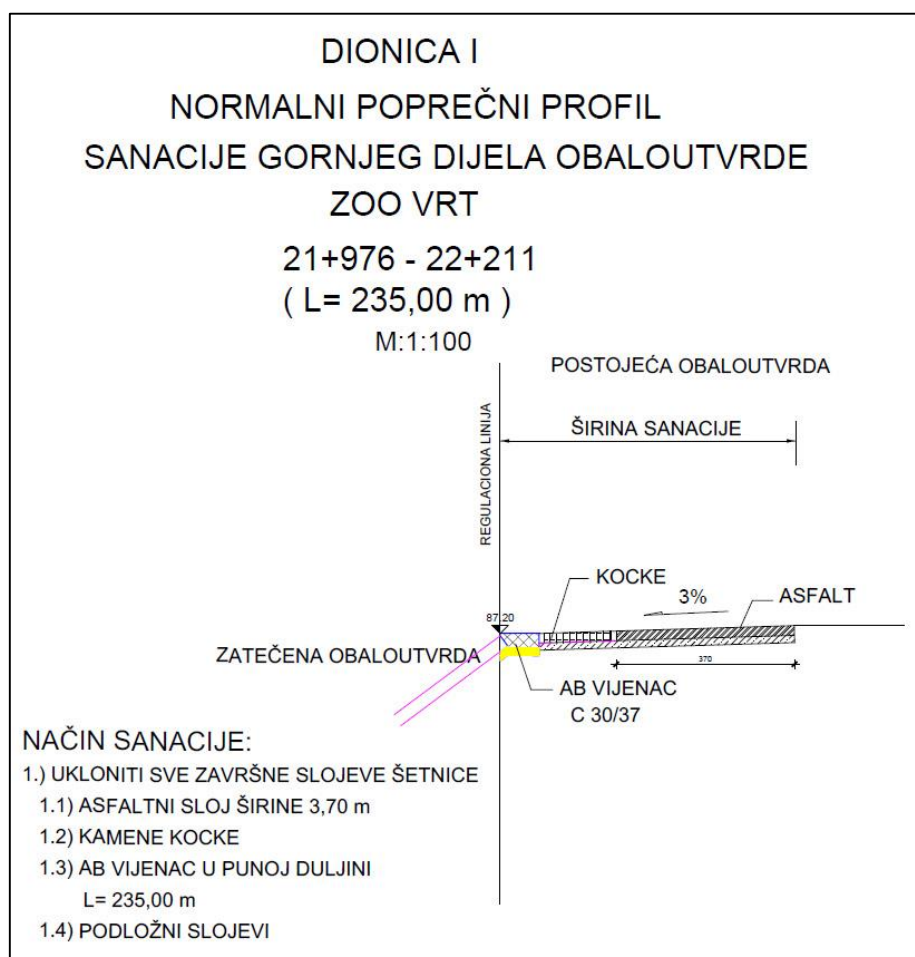 DIONICA I
NORMALNI POPREČNI PROFIL
SANACIJE GORNJEG DIJELA OBALOUTVRDE
ZOO VRT
21+976 - 22+211
( L= 235,00 m )
M:1:100
POSTOJEĆA OBALOUTVRDA
REGULACIONA LINIJA
ŠIRINA SANACIJE
KOCKE
3%
ASFALT
87,20
ZATEČENA OBALOUTVRDA
370
AB VIJENAC
C 30/37
NAČIN SANACIJE:
1.) UKLONITI SVE ZAVRŠNE SLOJEVE ŠETNICE
1.1) ASFALTNI SLOJ ŠIRINE 3,70 m
1.2) KAMENE KOCKE
1.3) AB VIJENAC U PUNOJ DULJINI
L= 235,00 m
1.4) PODLOŽNI SLOJEVI